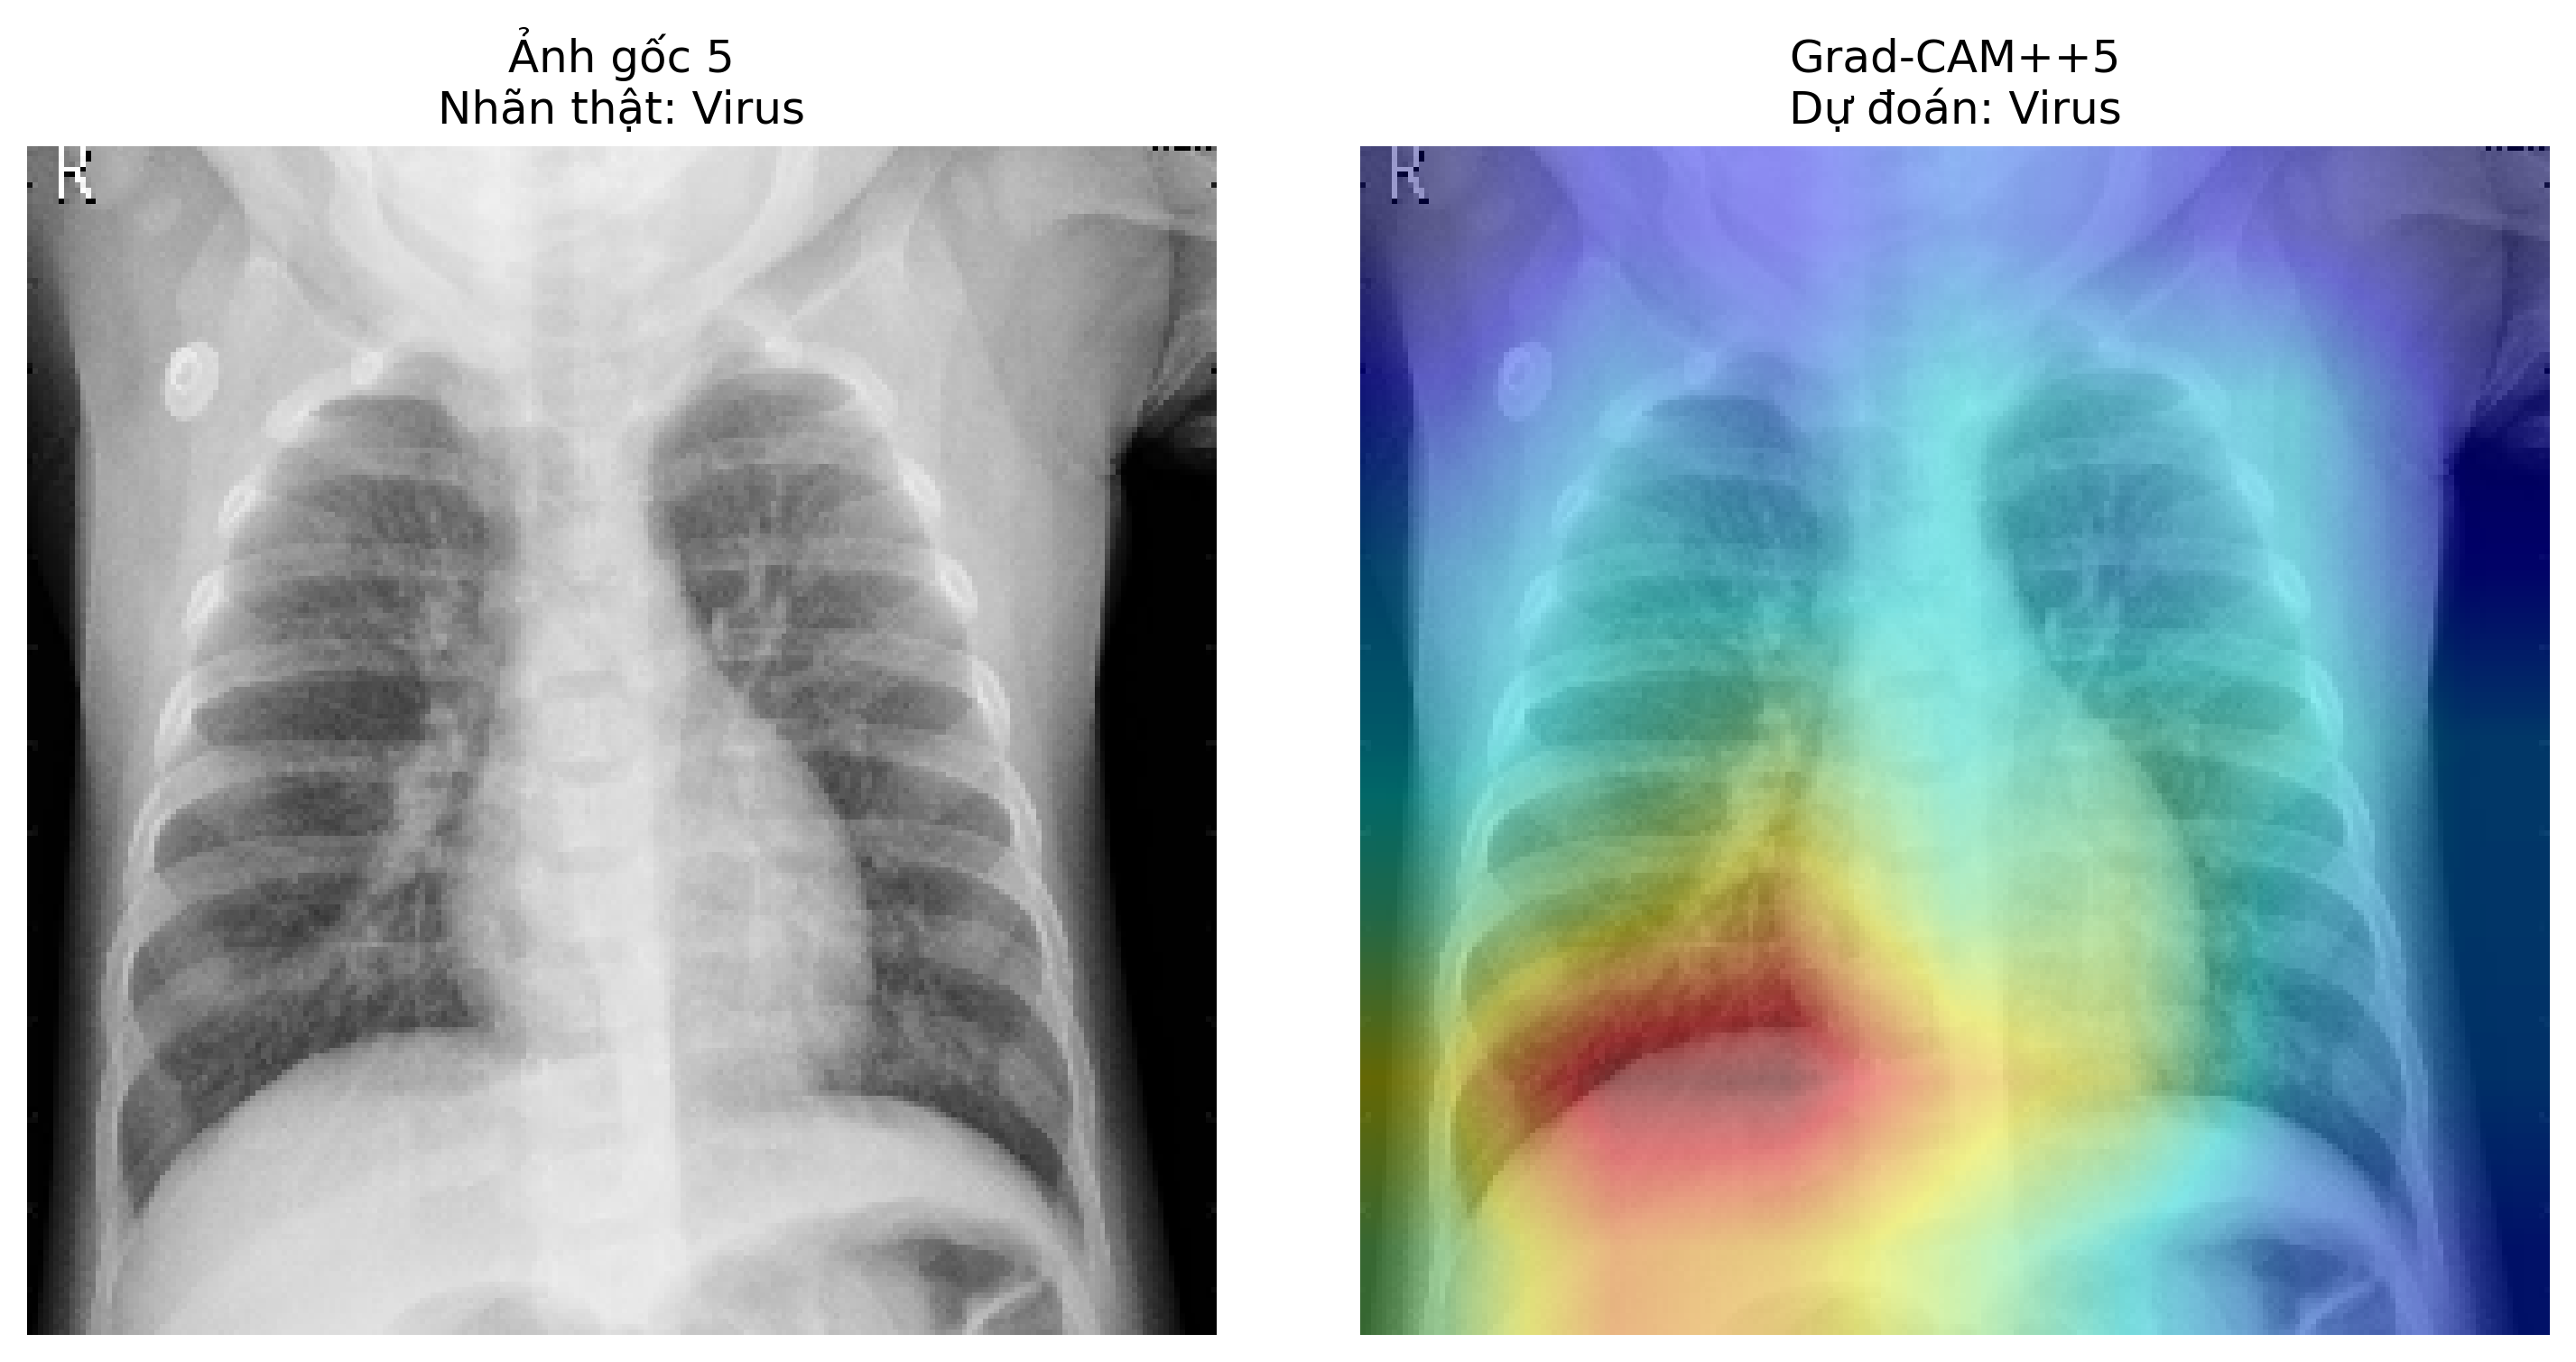 Ảnh gốc 5
Nhãn thật: Virus
Grad-CAM++5
Dự đoán: Virus
R
R